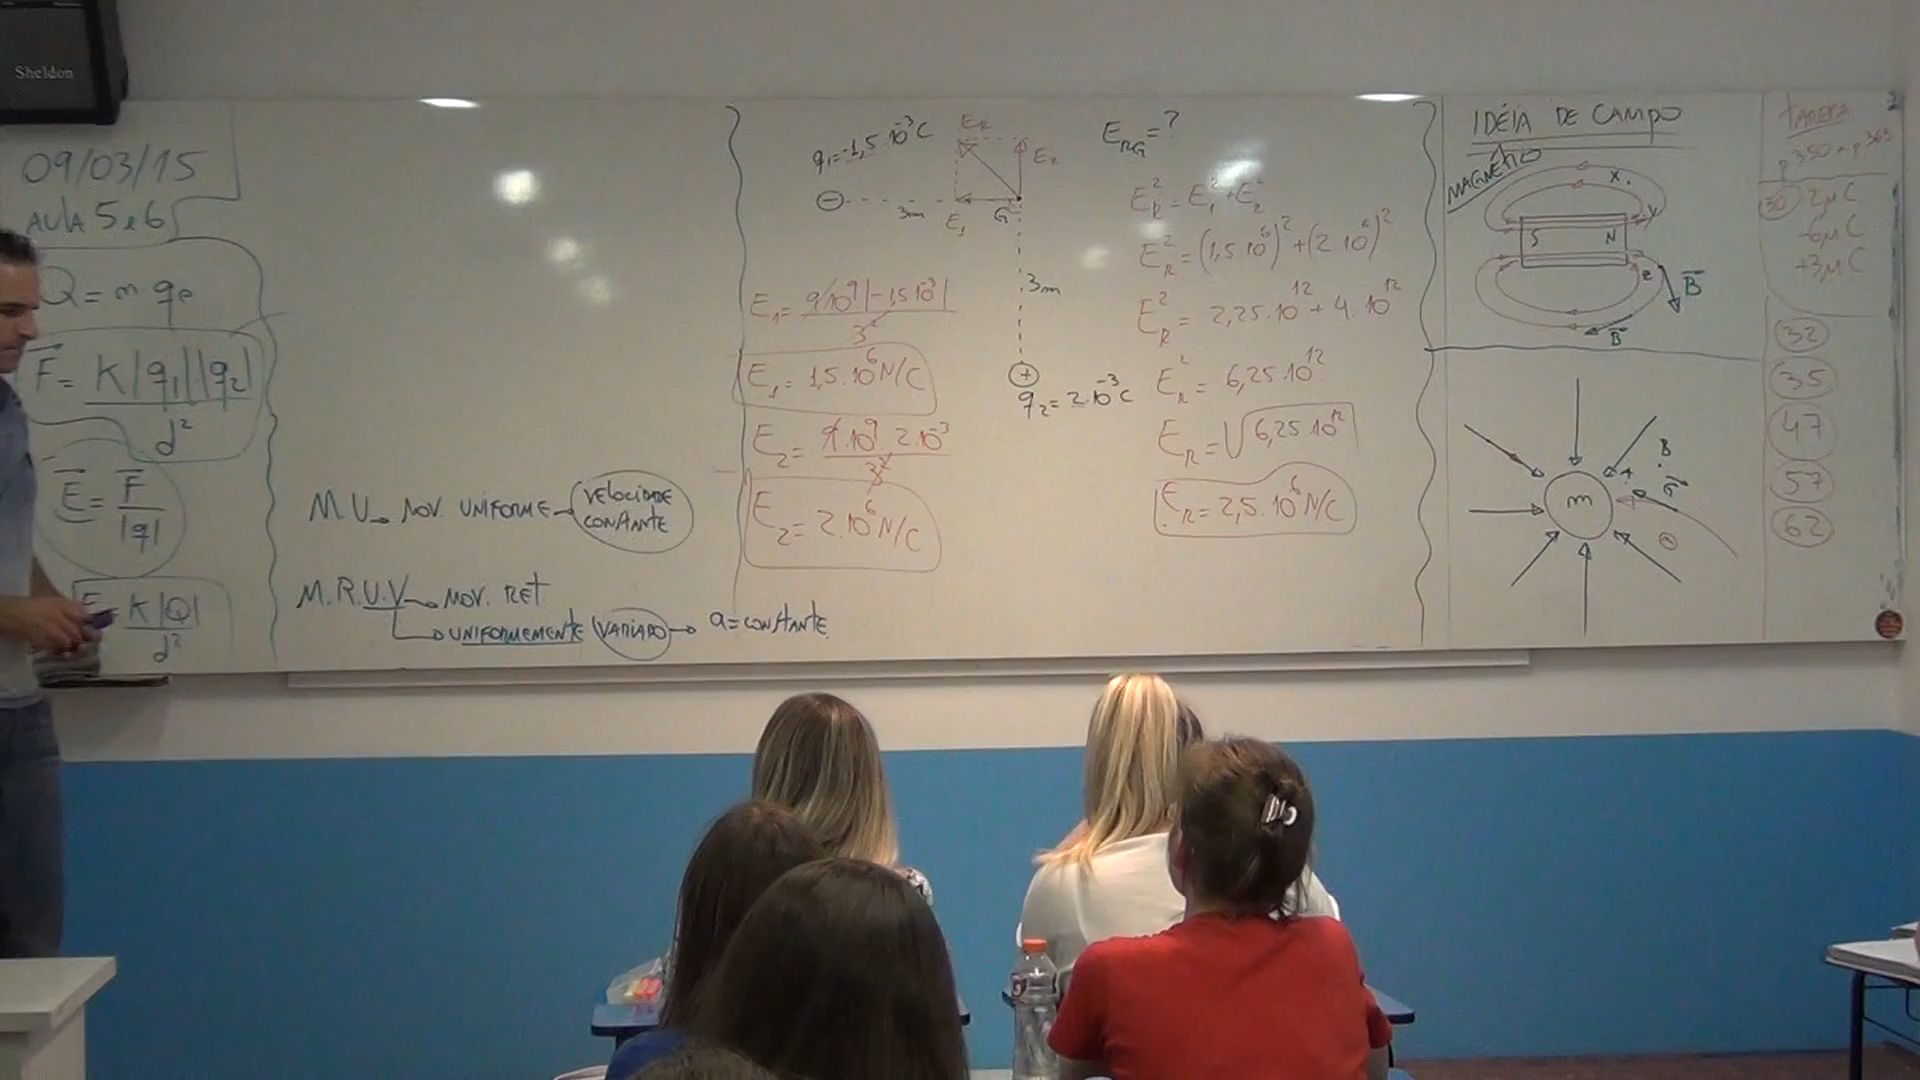 Sheldon
09/03/15
AULA 5 e 6
Q = m qe
F = K|q1||q2|
d²
E = F
|q|
K|Q|
d²
M.U → MOV. UNIFORME → VELOCIDADE
CONSTANTE
M.R.U.V → MOV. RET
→ UNIFORMEMENTE VARIADO → a = CONSTANTE
q1 = -1,5.10⁻³C
ER
E2
3m
E1
G
3m
q2 = 2.10⁻³C
E1 = 9.10⁹|-1,5 10⁻³|
3²
E1 = 1,5.10⁶ N/C
E2 = 9.10⁹.2.10⁻³
3²
E2 = 2.10⁶ N/C
ERG = ?
ER² = E1² + E2²
ER² = (1,5 10⁶)² + (2 10⁶)²
ER² = 2,25.10¹² + 4.10¹²
ER² = 6,25.10¹²
ER = √6,25 10¹²
ER = 2,5.10⁶ N/C
IDÉIA DE CAMPO
MAGNÉTICO
X
Y
S
N
B
B
m
A
B
TAREFA
p 350 a p 363
30 2μC
-6μC
+3μC
32
35
47
57
62